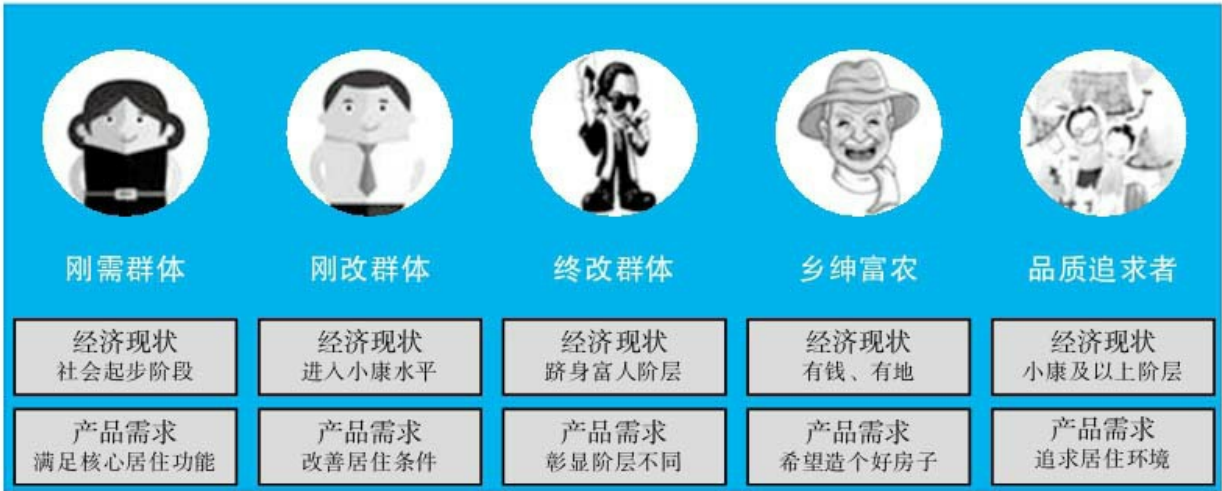 刚需群体
刚改群体
终改群体
乡绅富农
品质追求者
经济现状
社会起步阶段
经济现状
进入小康水平
经济现状
跻身富人阶层
经济现状
有钱、有地
经济现状
小康及以上阶层
产品需求
满足核心居住功能
产品需求
改善居住条件
产品需求
彰显阶层不同
产品需求
希望造个好房子
产品需求
追求居住环境